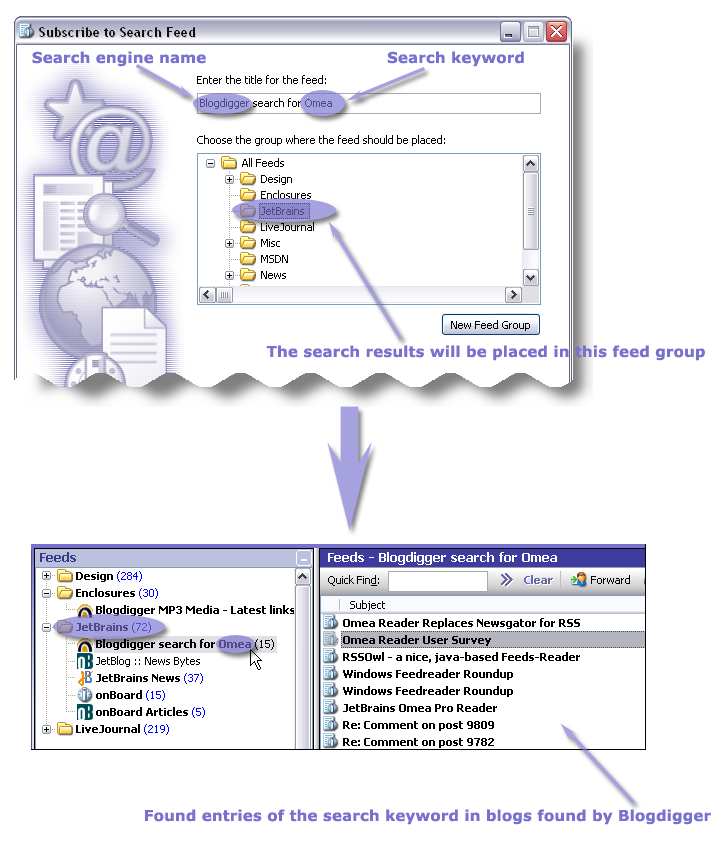 Subscribe to Search Feed
Search engine name
Search keyword
Enter the title for the feed:
Blogdigger search for Omea
Choose the group where the feed should be placed:
All Feeds
Design
Enclosures
JetBrains
LiveJournal
Misc
MSDN
News
New Feed Group
The search results will be placed in this feed group
Feeds
Design (284)
Enclosures (30)
Blogdigger MP3 Media - Latest links
JetBrains (72)
Blogdigger search for Omea (15)
JetBlog :: News Bytes
JetBrains News (37)
onBoard (15)
onBoard Articles (5)
LiveJournal (219)
Feeds - Blogdigger search for Omea
Quick Find: Clear Forward
Subject
Omea Reader Replaces Newsgator for RSS
Omea Reader User Survey
RSSOwl - a nice, java-based Feeds-Reader
Windows Feedreader Roundup
Windows Feedreader Roundup
JetBrains Omea Pro Reader
Re: Comment on post 9809
Re: Comment on post 9782
Found entries of the search keyword in blogs found by Blogdigger